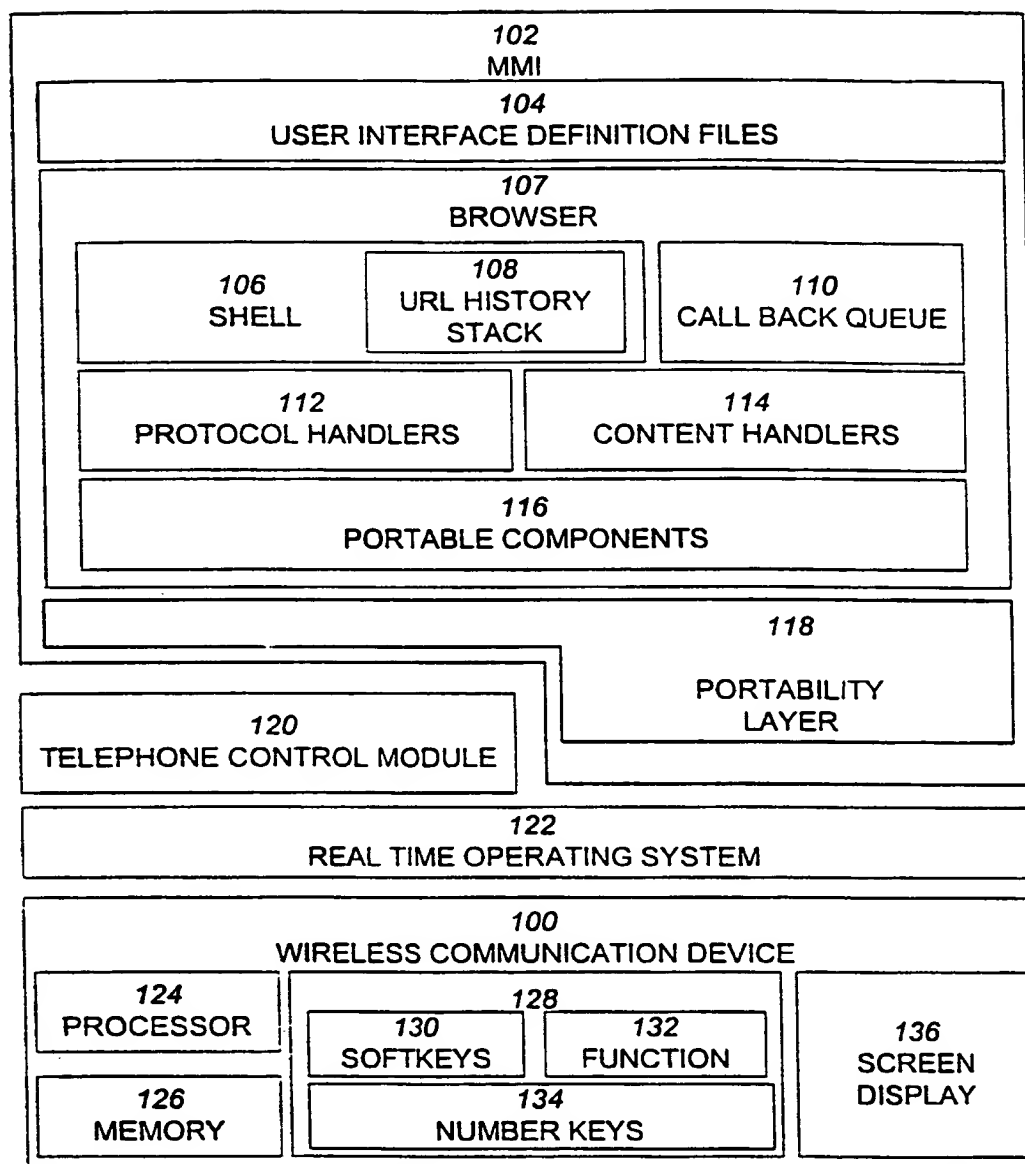 102
MMI
104
USER INTERFACE DEFINITION FILES
107
BROWSER
106
SHELL
108
URL HISTORY
STACK
110
CALL BACK QUEUE
112
PROTOCOL HANDLERS
114
CONTENT HANDLERS
116
PORTABLE COMPONENTS
118
PORTABILITY
LAYER
120
TELEPHONE CONTROL MODULE
122
REAL TIME OPERATING SYSTEM
100
WIRELESS COMMUNICATION DEVICE
124
PROCESSOR
126
MEMORY
128
130
SOFTKEYS
132
FUNCTION
134
NUMBER KEYS
136
SCREEN
DISPLAY